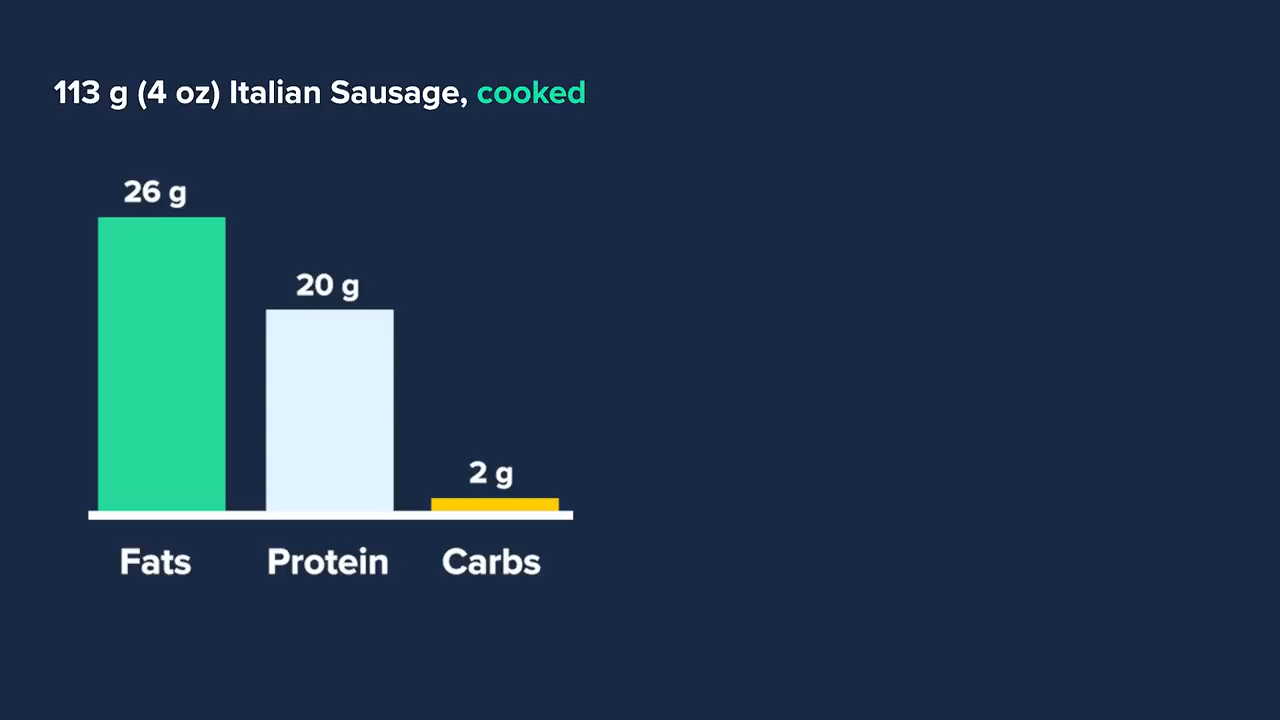 113 g (4 oz) Italian Sausage, cooked
26 g
20 g
2 g
Fats
Protein
Carbs